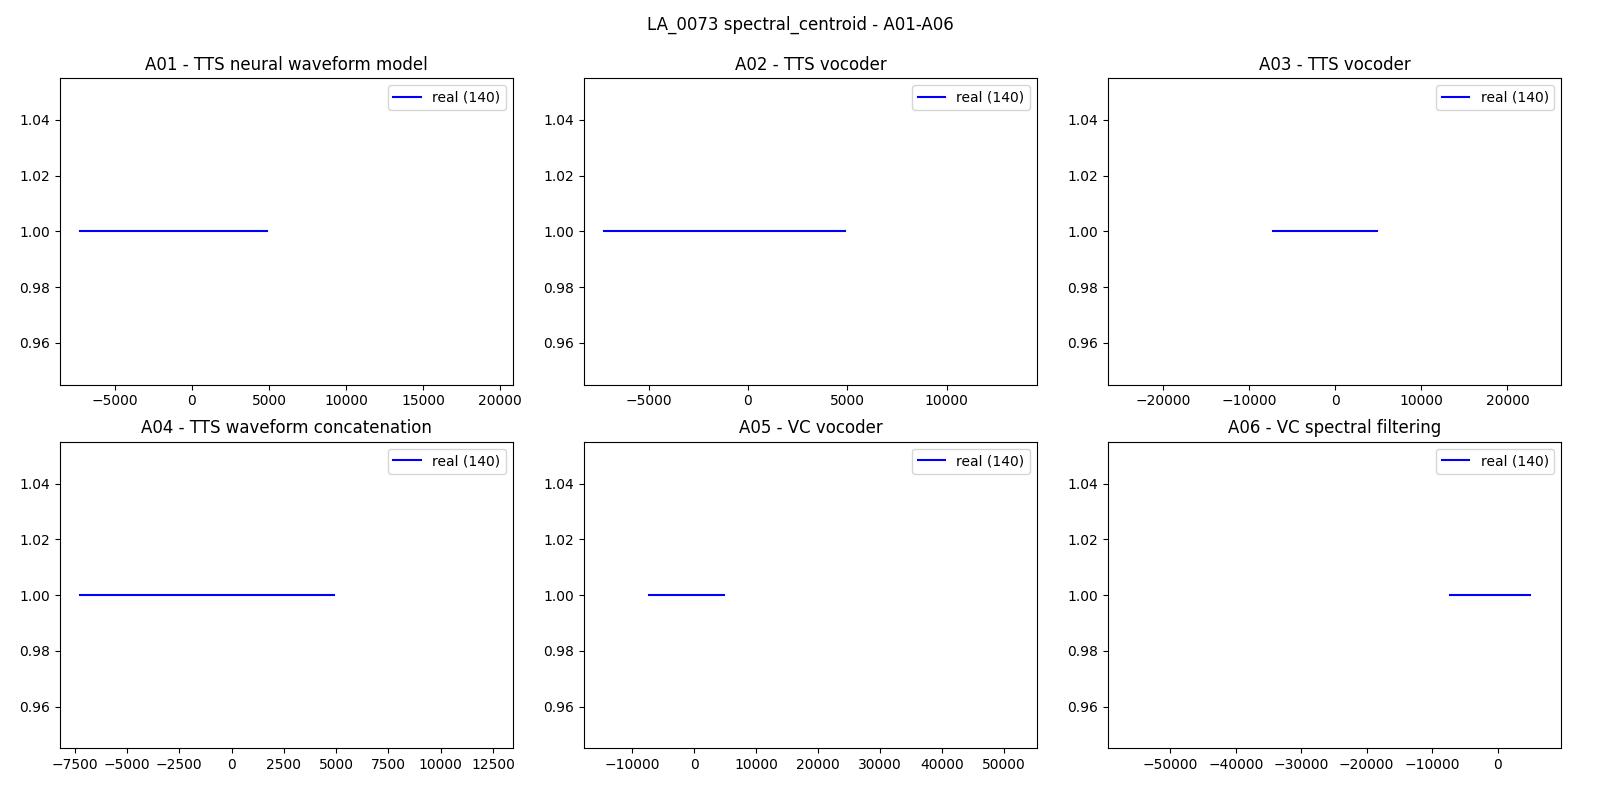 LA_0073 spectral_centroid - A01-A06
A01 - TTS neural waveform model
real (140)
1.04
1.02
1.00
0.98
0.96
−5000 0 5000 10000 15000 20000
A02 - TTS vocoder
real (140)
1.04
1.02
1.00
0.98
0.96
−5000 0 5000 10000
A03 - TTS vocoder
real (140)
1.04
1.02
1.00
0.98
0.96
−20000 −10000 0 10000 20000
A04 - TTS waveform concatenation
real (140)
1.04
1.02
1.00
0.98
0.96
−7500 −5000 −2500 0 2500 5000 7500 10000 12500
A05 - VC vocoder
real (140)
1.04
1.02
1.00
0.98
0.96
−10000 0 10000 20000 30000 40000 50000
A06 - VC spectral filtering
real (140)
1.04
1.02
1.00
0.98
0.96
−50000 −40000 −30000 −20000 −10000 0